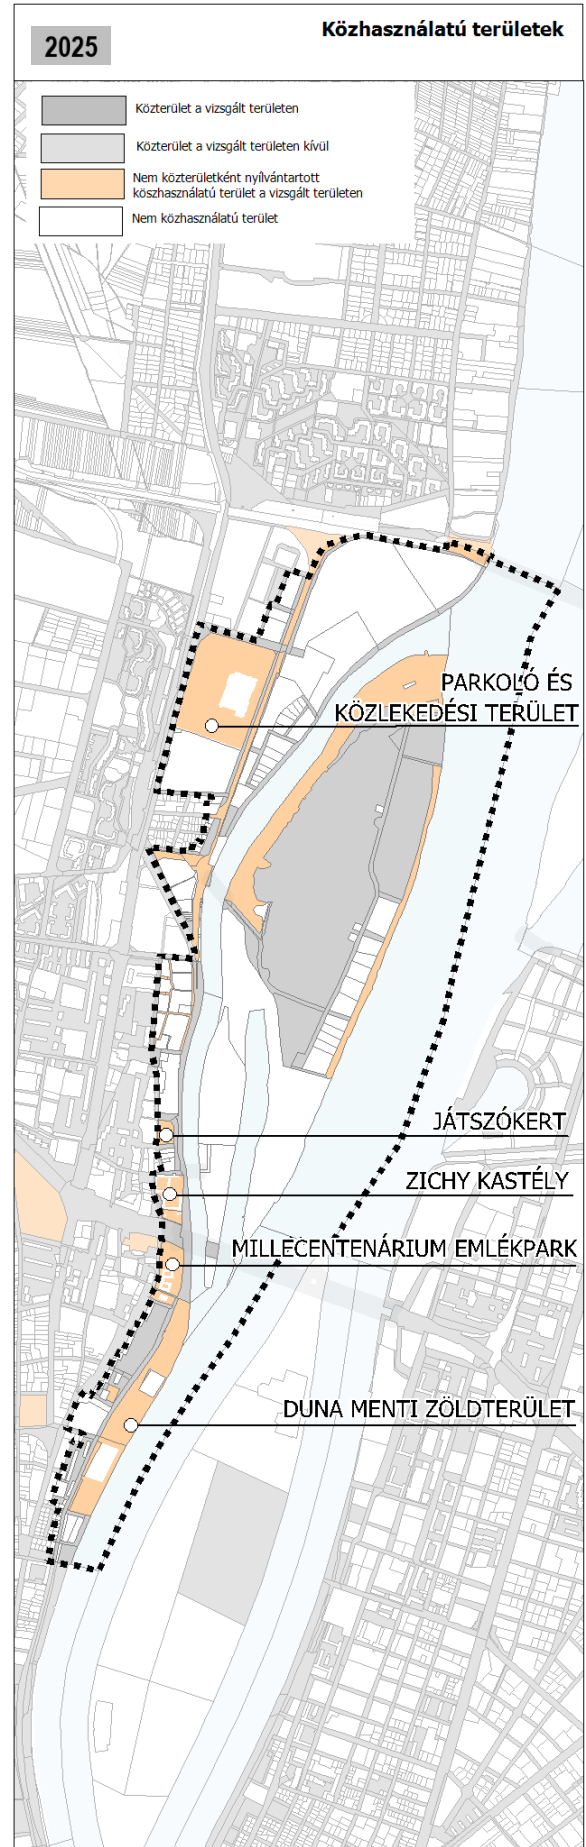 2025
Közhasználatú területek
Közterület a vizsgált területen
Közterület a vizsgált területen kívül
Nem közterületként nyílvántartott
köszhasználatú terület a vizsgált területen
Nem közhasználatú terület
PARKOLÓ ÉS
KÖZLEKEDÉSI TERÜLET
JÁTSZÓKERT
ZICHY KASTÉLY
MILLECENTENÁRIUM EMLÉKPARK
DUNA MENTI ZÖLDTERÜLET